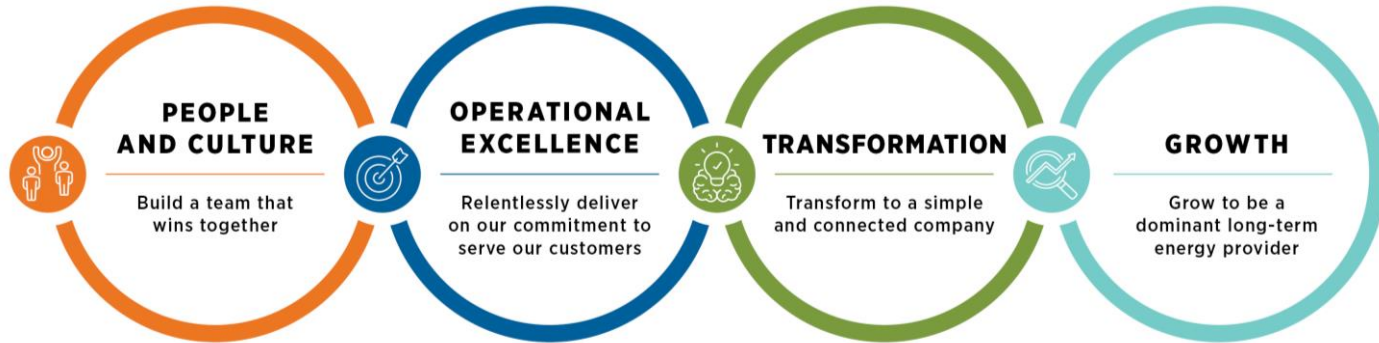 PEOPLE
AND CULTURE
Build a team that
wins together
OPERATIONAL
EXCELLENCE
Relentlessly deliver
on our commitment to
serve our customers
TRANSFORMATION
Transform to a simple
and connected company
GROWTH
Grow to be a
dominant long-term
energy provider